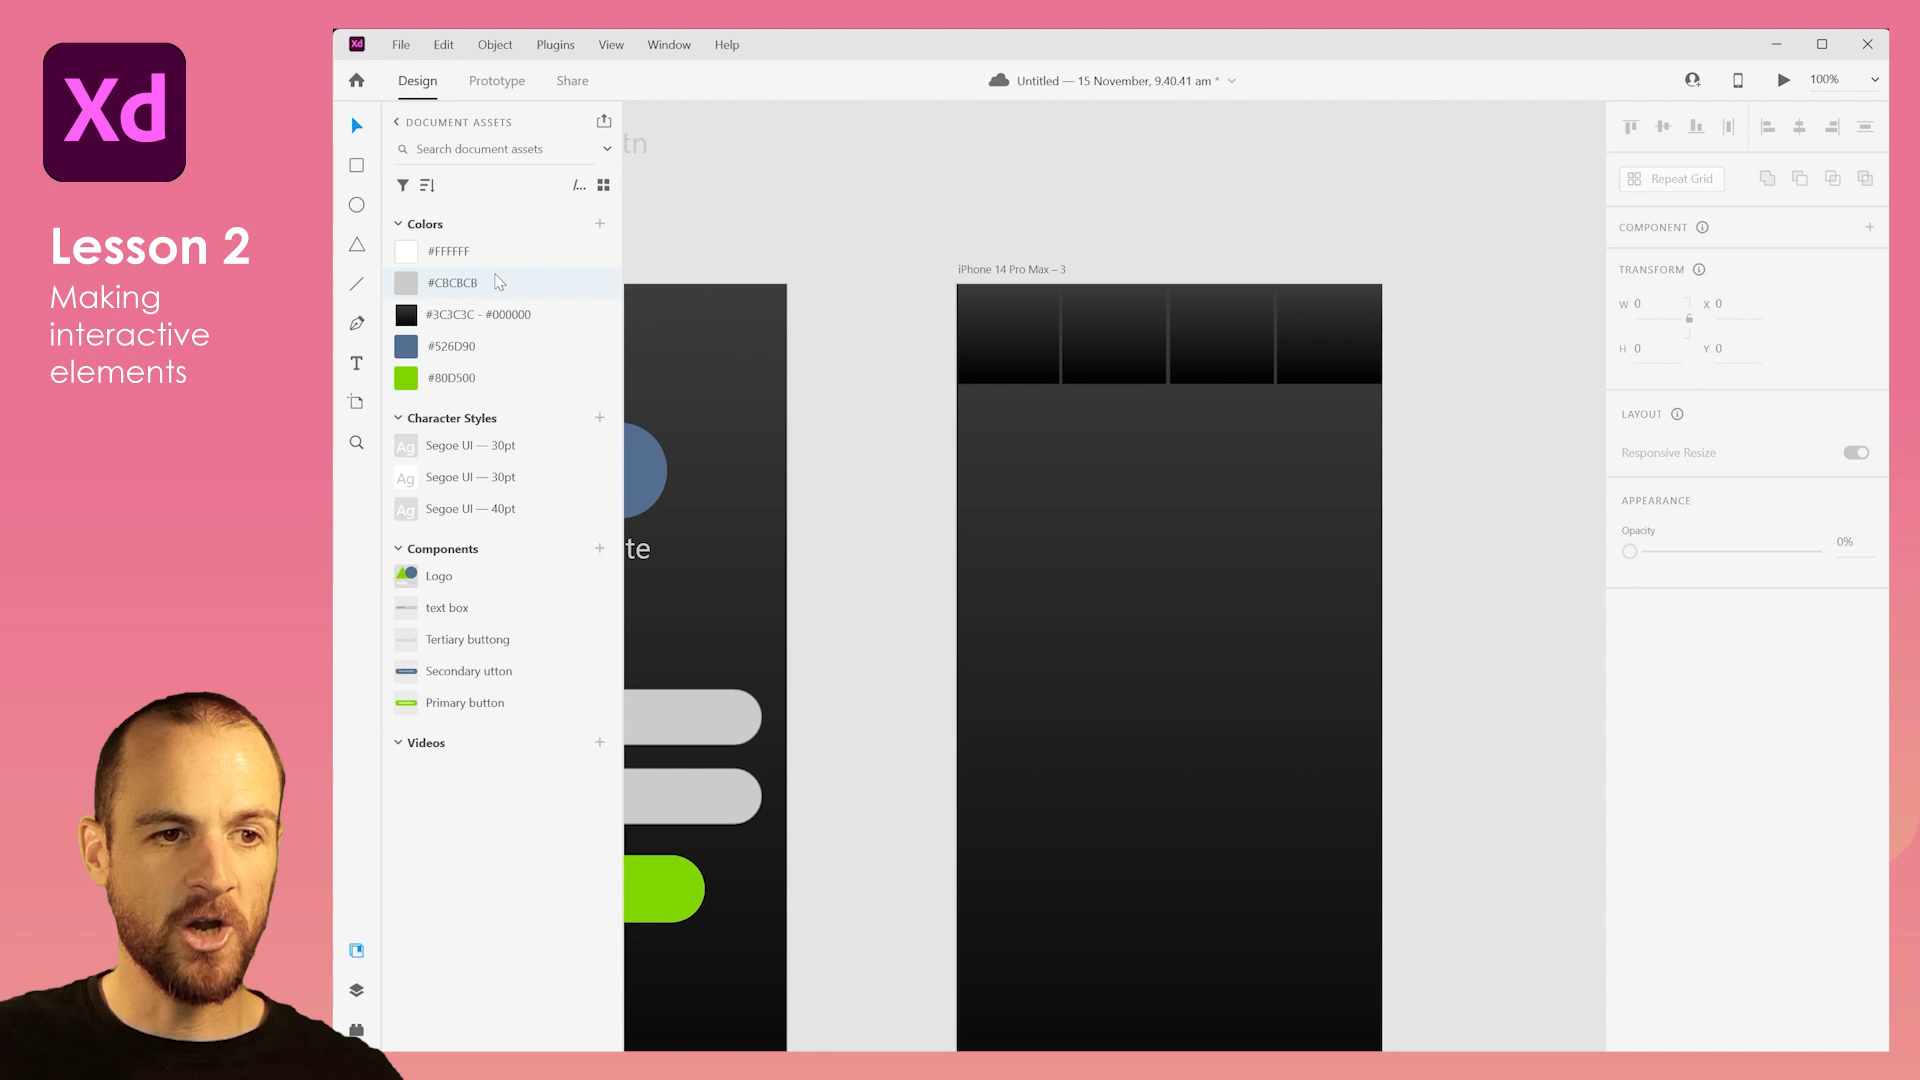 Xd
Lesson 2
Making
interactive
elements
Xd File Edit Object Plugins View Window Help
Design Prototype Share
Untitled — 15 November, 9.40.41 am *
100%
DOCUMENT ASSETS
Search document assets
/...
Colors
#FFFFFF
#CBCBCB
#3C3C3C - #000000
#526D90
#80D500
Character Styles
Ag Segoe UI — 30pt
Ag Segoe UI — 30pt
Ag Segoe UI — 40pt
Components
Logo
text box
Tertiary buttong
Secondary utton
Primary button
Videos
tn
te
iPhone 14 Pro Max – 3
Repeat Grid
COMPONENT
TRANSFORM
W 0 X 0
H 0 Y 0
LAYOUT
Responsive Resize
APPEARANCE
Opacity
0%